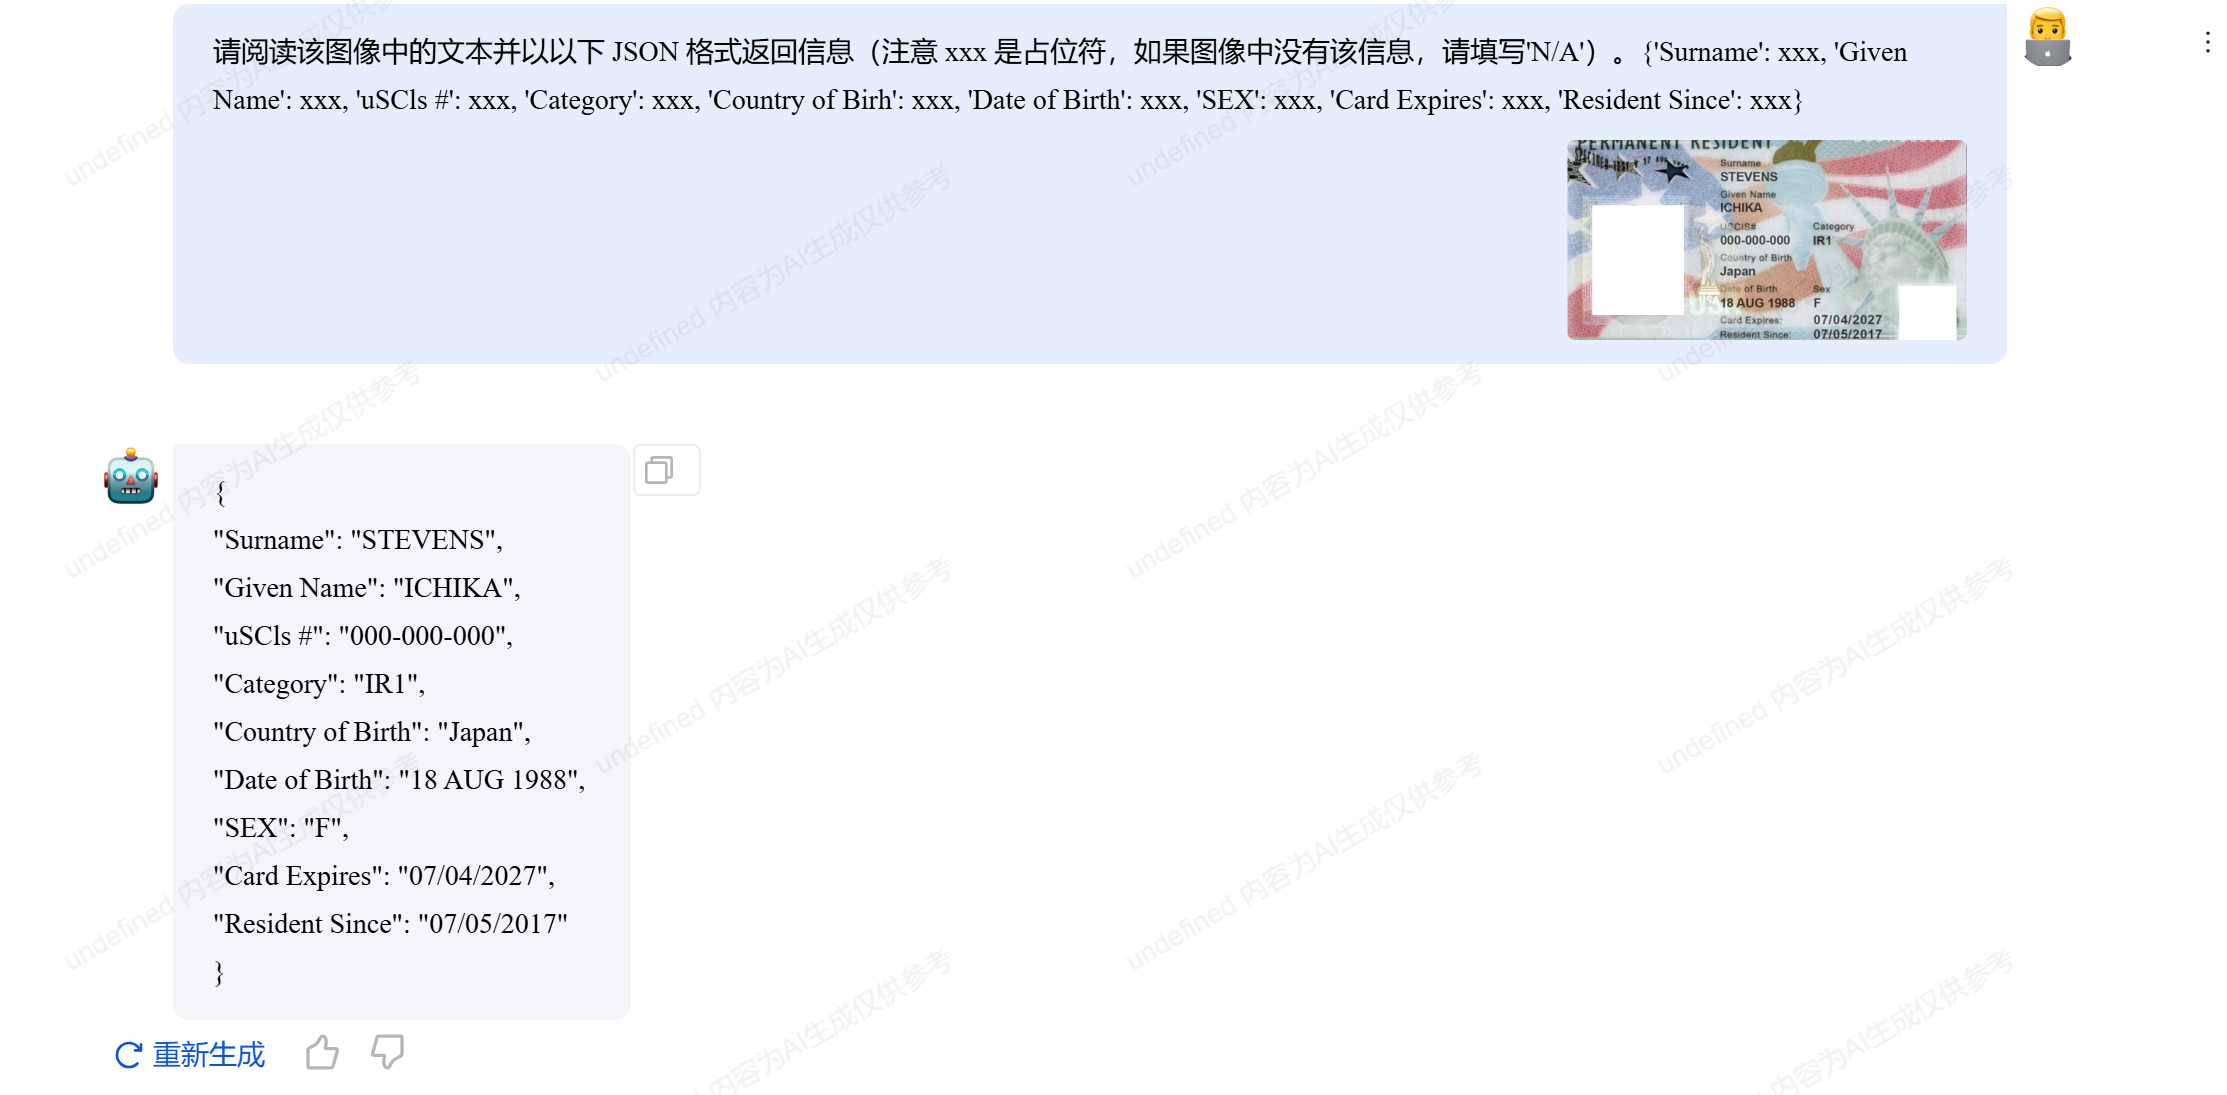 请阅读该图像中的文本并以以下 JSON 格式返回信息（注意 xxx 是占位符，如果图像中没有该信息，请填写'N/A'）。 {'Surname': xxx, 'Given
Name': xxx, 'uSCls #': xxx, 'Category': xxx, 'Country of Birh': xxx, 'Date of Birth': xxx, 'SEX': xxx, 'Card Expires': xxx, 'Resident Since': xxx}
PERMANENT RESIDENT
Surname
STEVENS
Given Name
ICHIKA
USCIS# Category
000-000-000 IR1
Country of Birth
Japan
Date of Birth Sex
18 AUG 1988 F
USA
Card Expires: 07/04/2027
Resident Since: 07/05/2017
{
"Surname": "STEVENS",
"Given Name": "ICHIKA",
"uSCls #": "000-000-000",
"Category": "IR1",
"Country of Birth": "Japan",
"Date of Birth": "18 AUG 1988",
"SEX": "F",
"Card Expires": "07/04/2027",
"Resident Since": "07/05/2017"
}
重新生成
undefined 内容为AI生成仅供参考